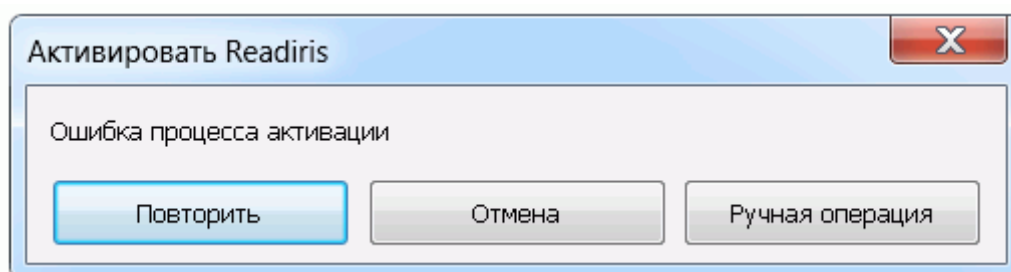 Активировать Readiris
Ошибка процесса активации
Повторить Отмена Ручная операция